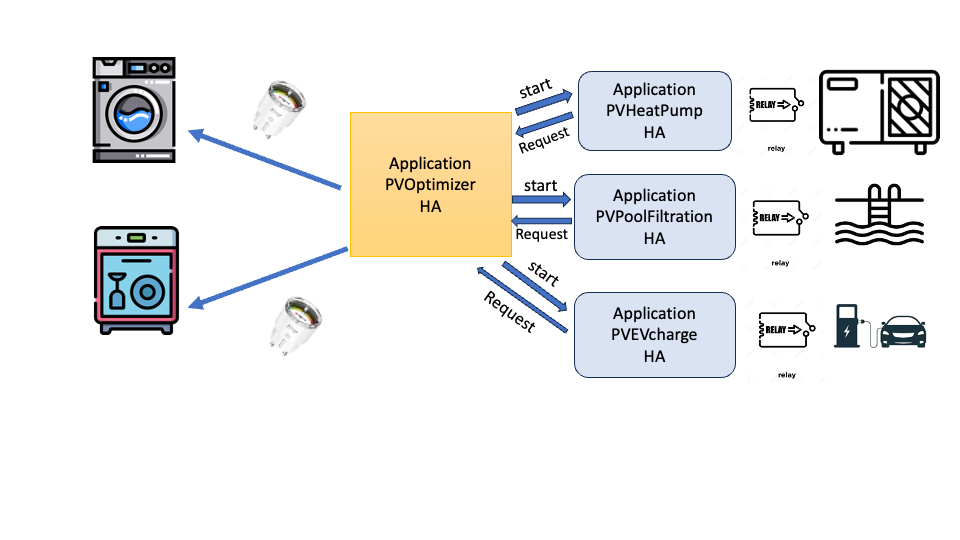 start
Request
Application
PVHeatPump
HA
RELAY
relay
Application
PVOptimizer
HA
start
Request
Application
PVPoolFiltration
HA
RELAY
relay
start
Request
Application
PVEVcharge
HA
RELAY
relay